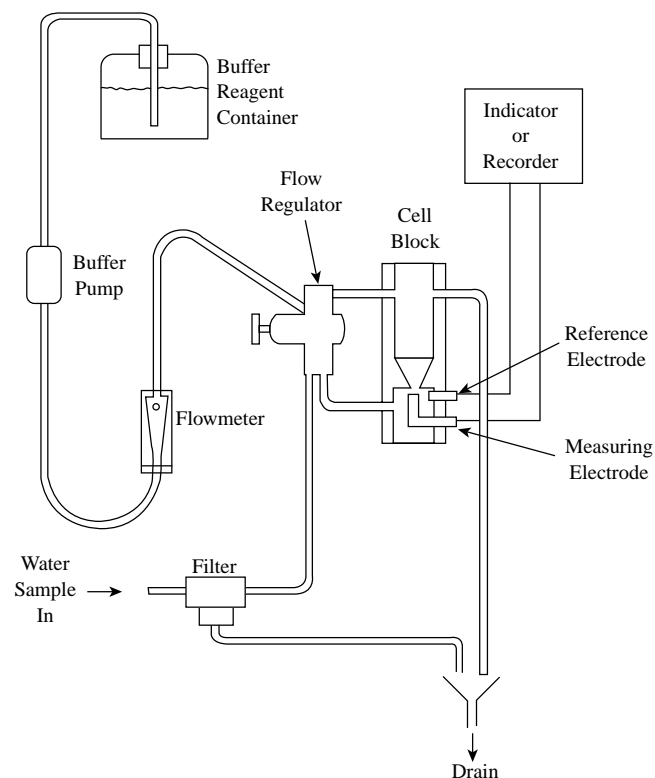 Buffer
Reagent
Container
Indicator
or
Recorder
Flow
Regulator
Cell
Block
Buffer
Pump
Reference
Electrode
Flowmeter
Measuring
Electrode
Water
Sample
In
Filter
Drain